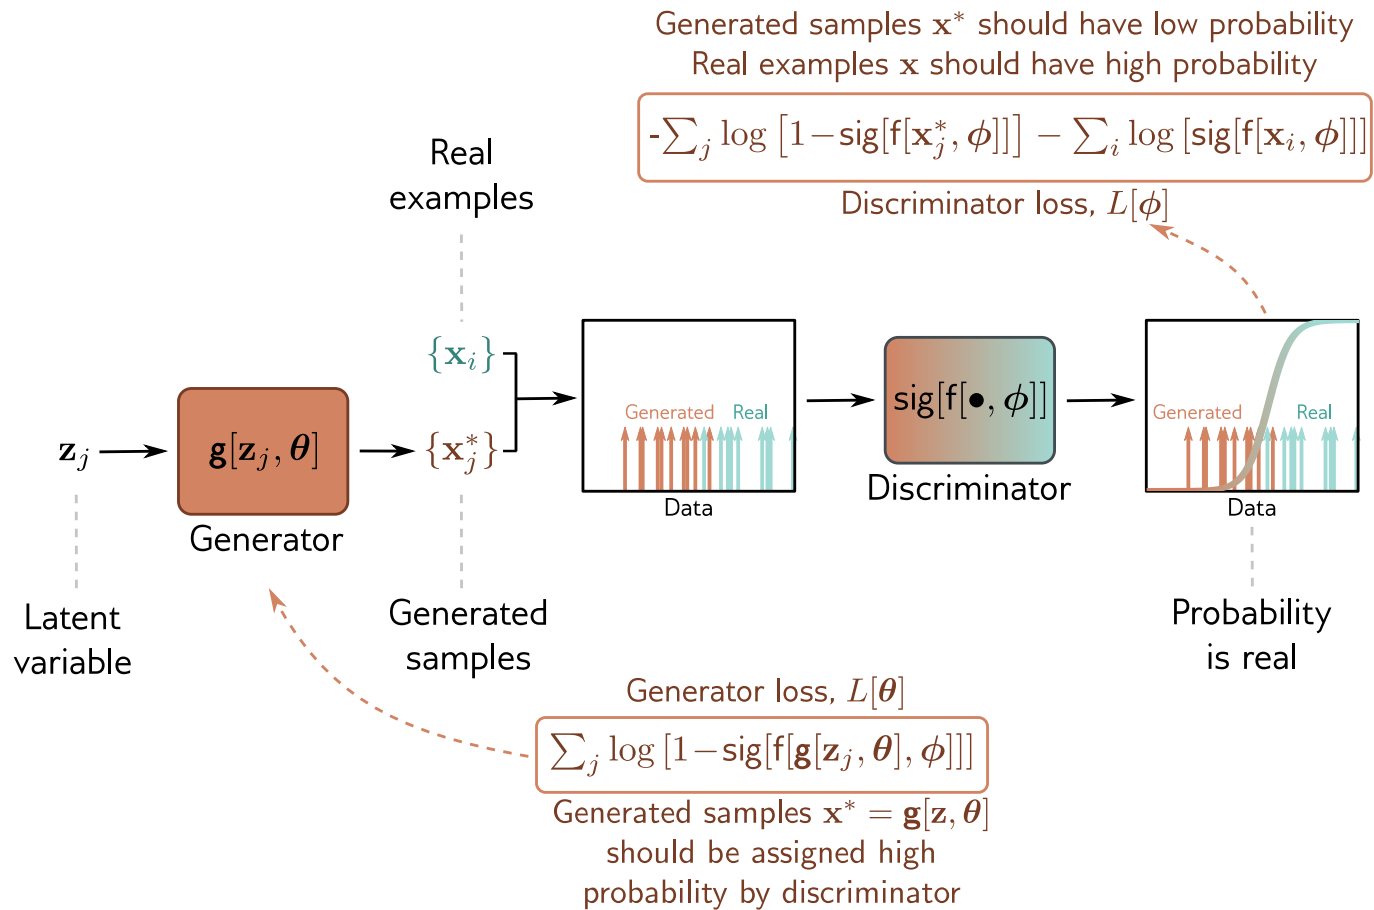 Generated samples x* should have low probability
Real examples x should have high probability
-∑_j log [1−sig[f[x*_j, ϕ]]] − ∑_i log [sig[f[x_i, ϕ]]]
Discriminator loss, L[ϕ]
Real
examples
{x_i}
z_j
g[z_j, θ]
Generator
{x*_j}
Generated Real
Data
sig[f[•, ϕ]]
Discriminator
Generated Real
Data
Latent
variable
Generated
samples
Probability
is real
Generator loss, L[θ]
∑_j log [1−sig[f[g[z_j, θ], ϕ]]]
Generated samples x* = g[z, θ]
should be assigned high
probability by discriminator